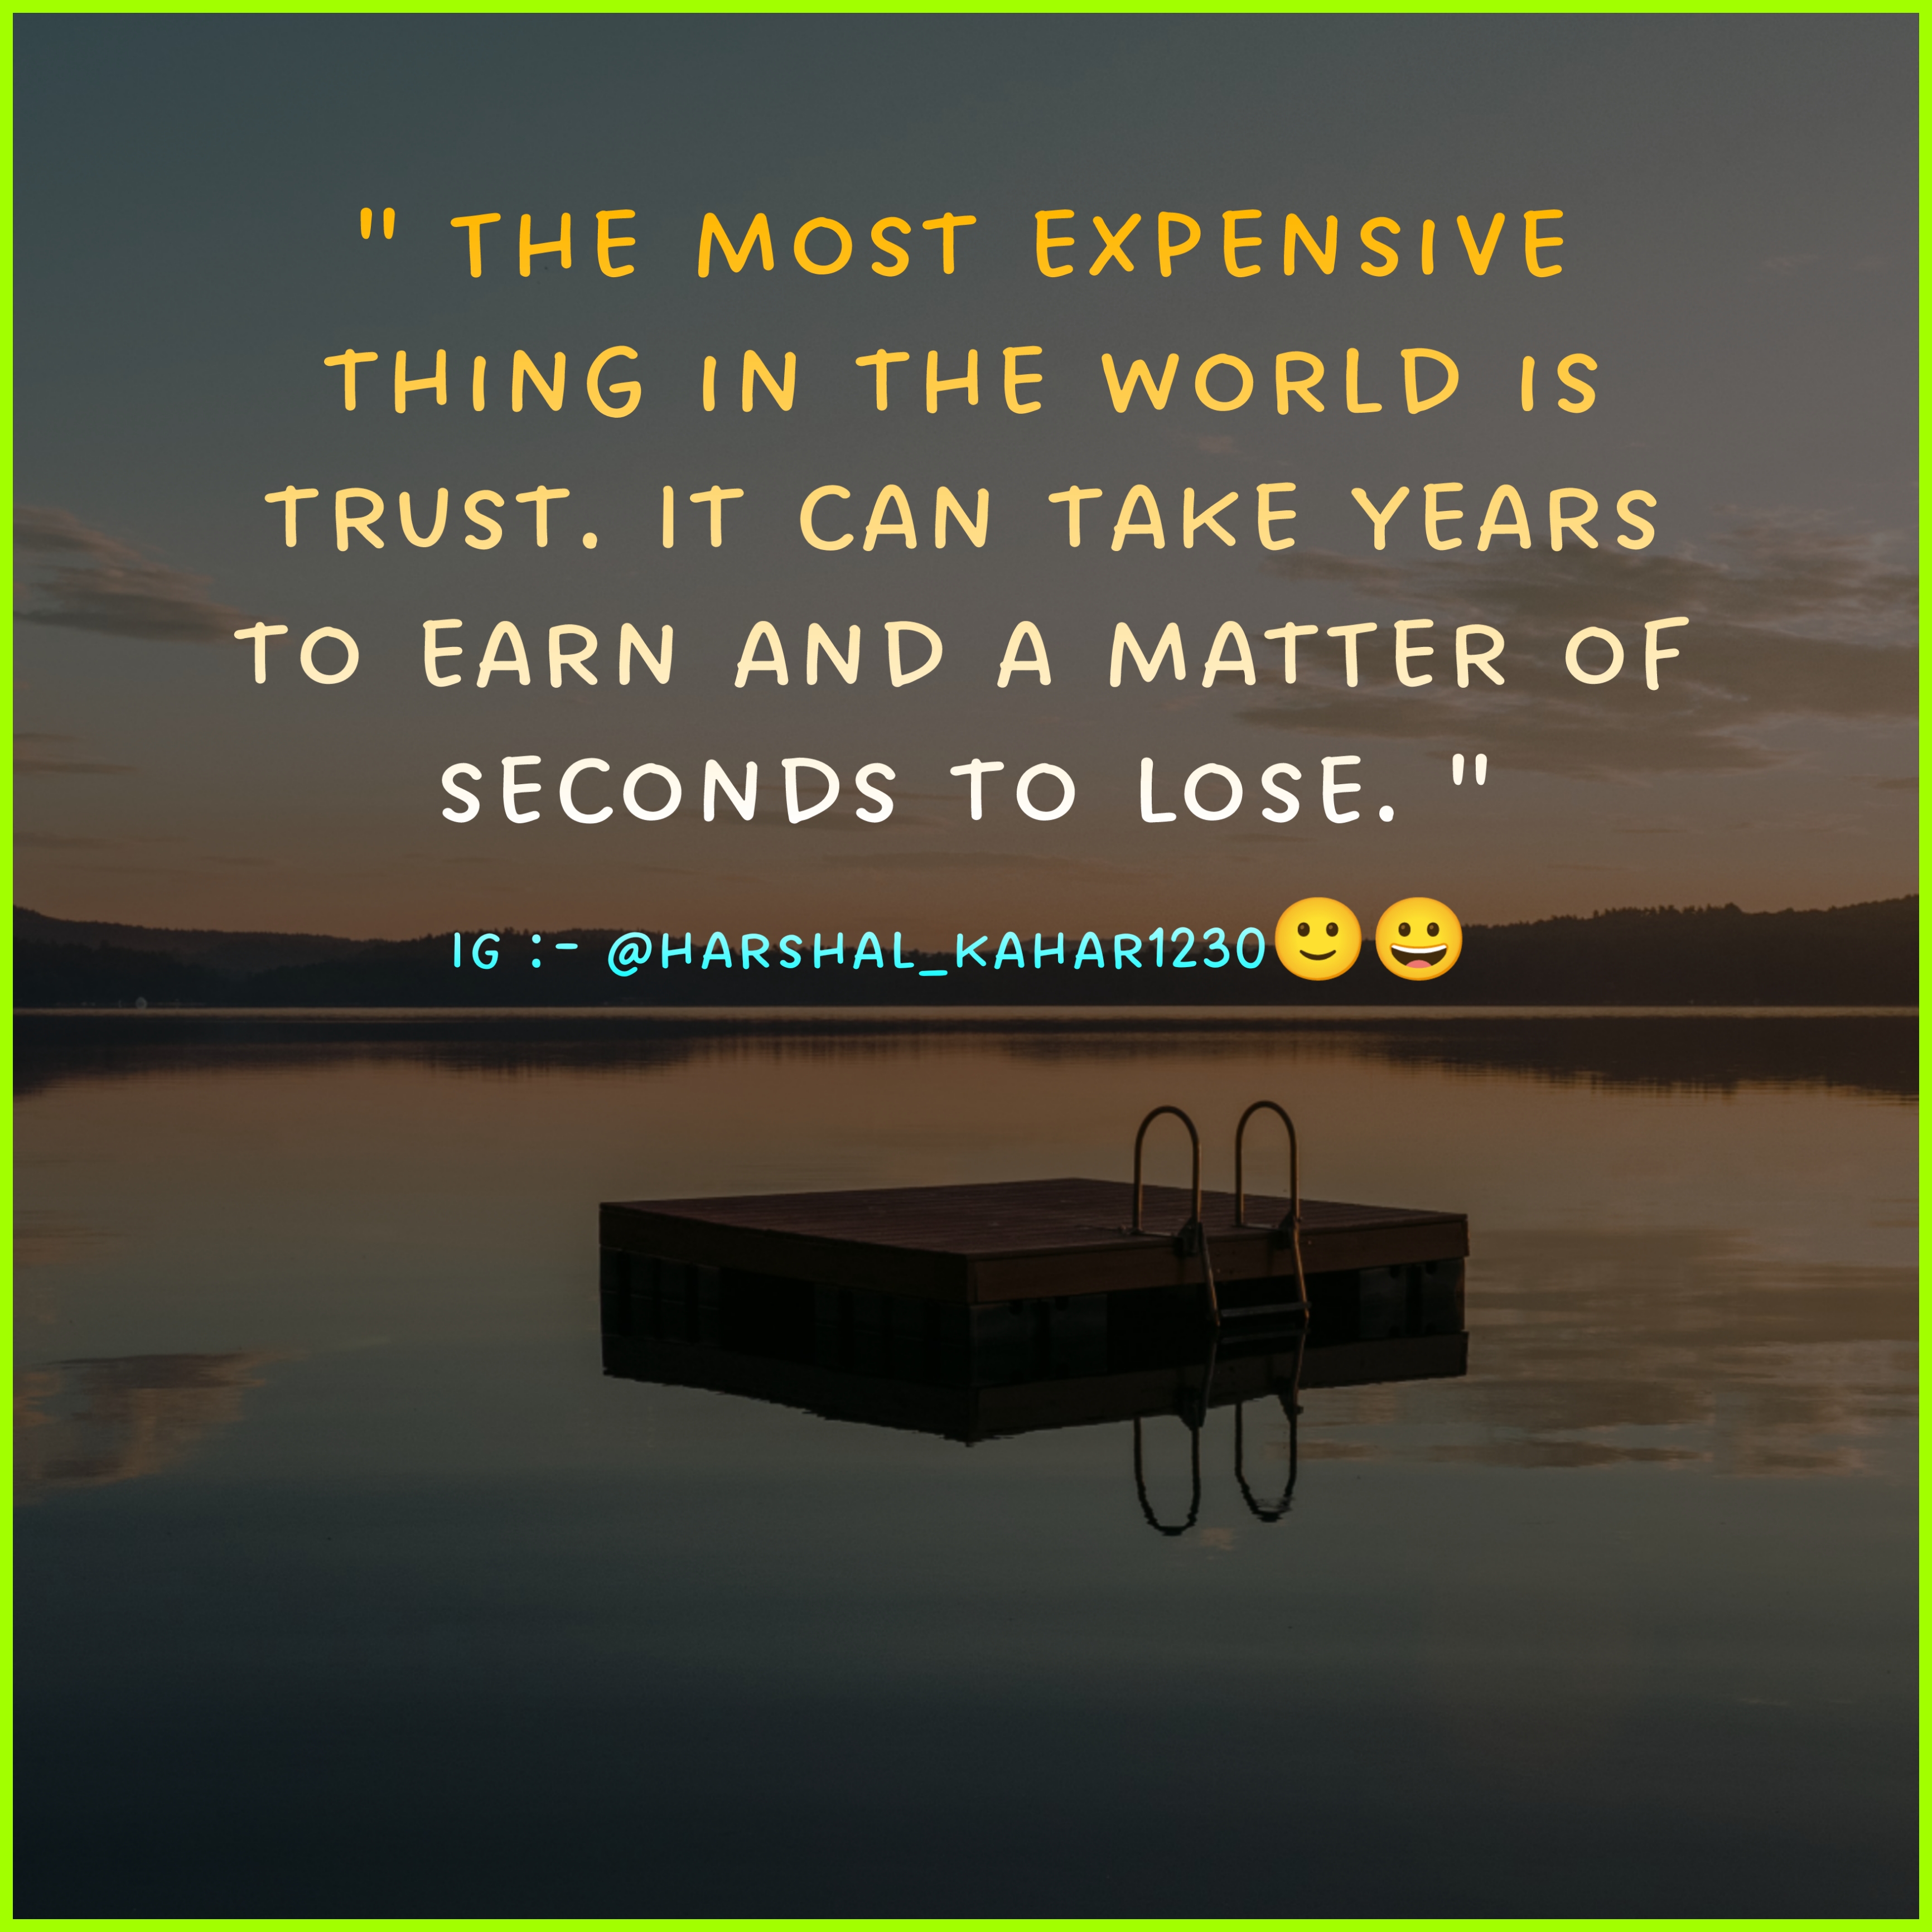 " THE MOST EXPENSIVE
THING IN THE WORLD IS
TRUST. IT CAN TAKE YEARS
TO EARN AND A MATTER OF
SECONDS TO LOSE. "
IG :- @HARSHAL_KAHAR1230🙂😀